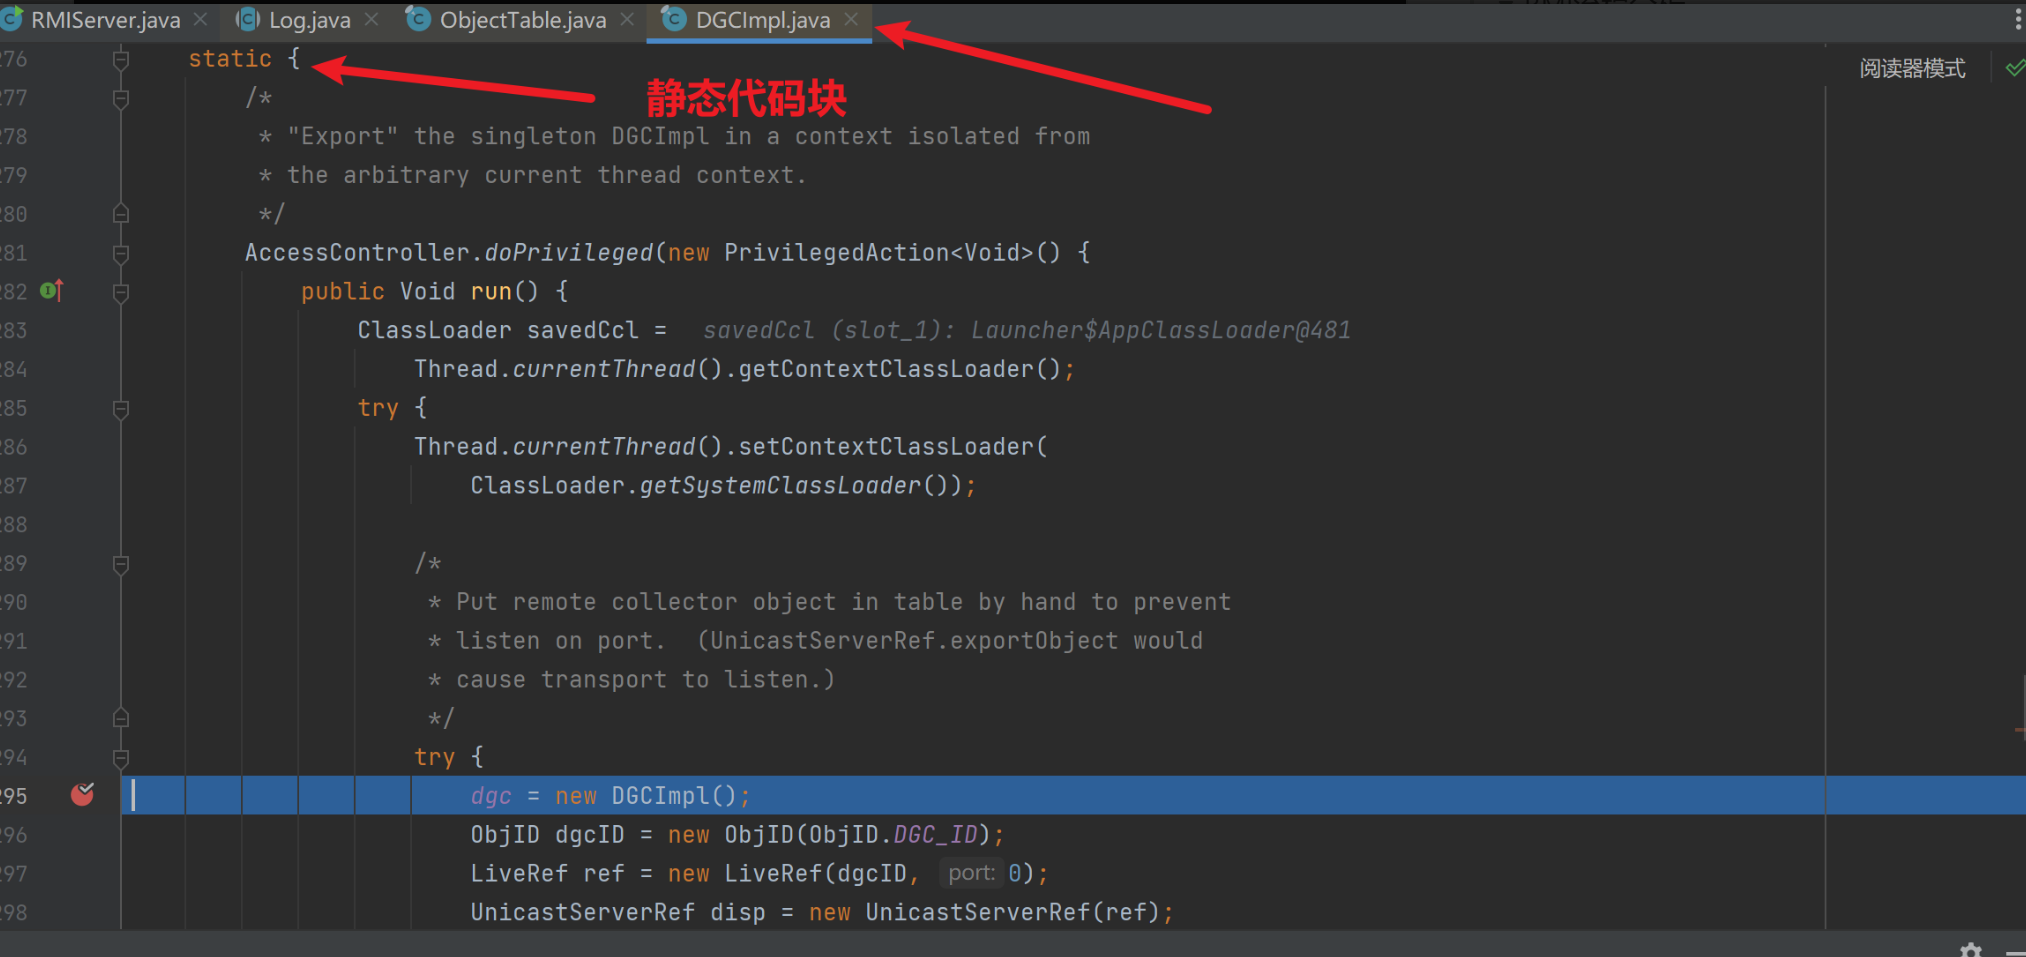 RMIServer.java Log.java ObjectTable.java DGCImpl.java
阅读器模式
276 static {
静态代码块
277 /*
278 * "Export" the singleton DGCImpl in a context isolated from
279 * the arbitrary current thread context.
280 */
281 AccessController.doPrivileged(new PrivilegedAction<Void>() {
282 public Void run() {
283 ClassLoader savedCcl = savedCcl (slot_1): Launcher$AppClassLoader@481
284 Thread.currentThread().getContextClassLoader();
285 try {
286 Thread.currentThread().setContextClassLoader(
287 ClassLoader.getSystemClassLoader());
288
289 /*
290 * Put remote collector object in table by hand to prevent
291 * listen on port. (UnicastServerRef.exportObject would
292 * cause transport to listen.)
293 */
294 try {
295 dgc = new DGCImpl();
296 ObjID dgcID = new ObjID(ObjID.DGC_ID);
297 LiveRef ref = new LiveRef(dgcID, port: 0);
298 UnicastServerRef disp = new UnicastServerRef(ref);